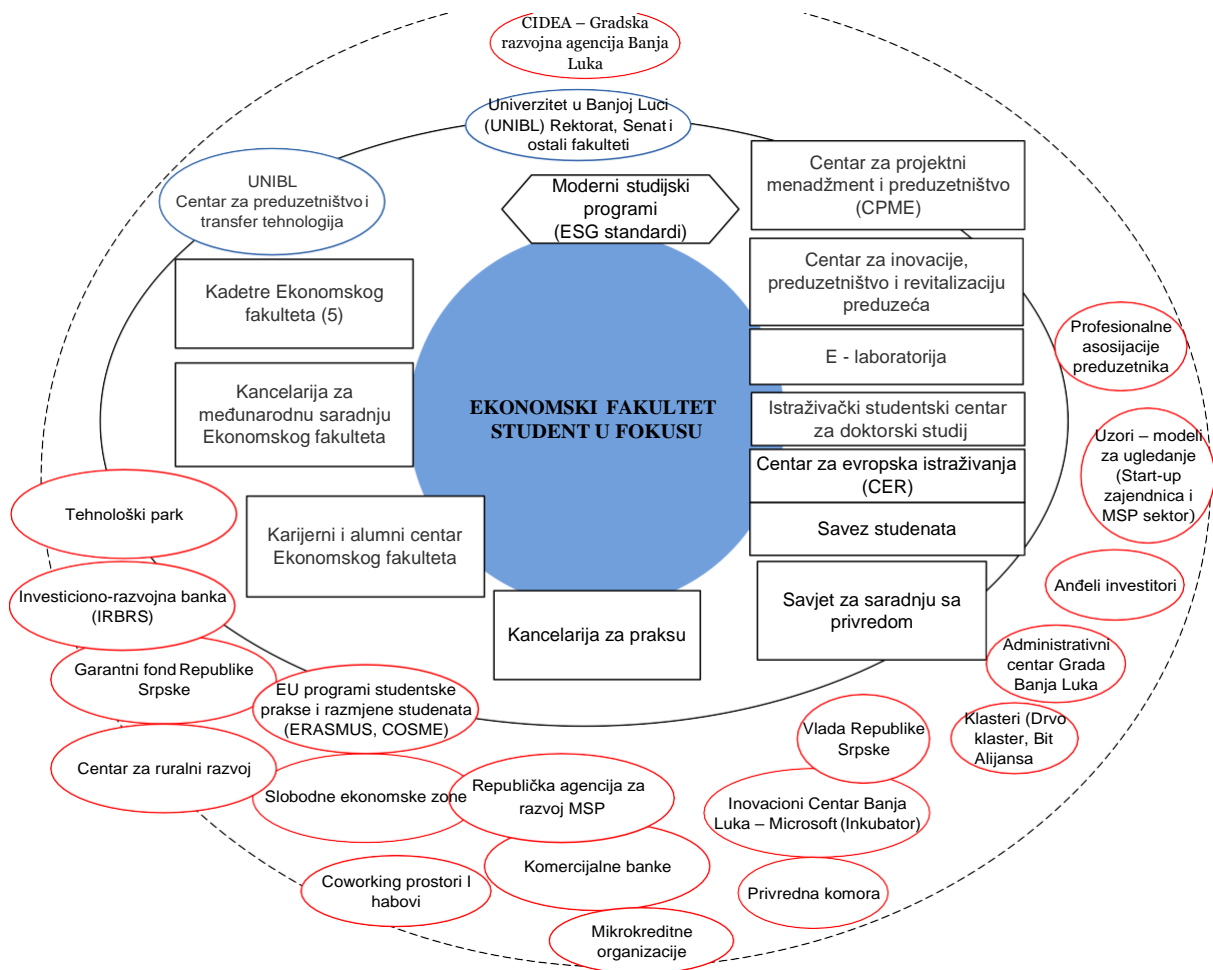 CIDEA – Gradska
razvojna agencija Banja
Luka
Univerzitet u Banjoj Luci
(UNIBL) Rektorat, Senat i
ostali fakulteti
UNIBL
Centar za preduzetništvo i
transfer tehnologija
Moderni studijski
programi
(ESG standardi)
Centar za projektni
menadžment i preduzetništvo
(CPME)
Kadetre Ekonomskog
fakulteta (5)
Centar za inovacije,
preduzetništvo i revitalizaciju
preduzeća
E - laboratorija
Profesionalne
asosijacije
preduzetnika
Kancelarija za
međunarodnu saradnju
Ekonomskog fakulteta
EKONOMSKI FAKULTET
STUDENT U FOKUSU
Istraživački studentski centar
za doktorski studij
Centar za evropska istraživanja
(CER)
Uzori – modeli
za ugledanje
(Start-up
zajendnica i
MSP sektor)
Tehnološki park
Karijerni i alumni centar
Ekonomskog fakulteta
Savez studenata
Anđeli investitori
Investiciono-razvojna banka
(IRBRS)
Kancelarija za praksu
Savjet za saradnju sa
privredom
Administrativni
centar Grada
Banja Luka
Garantni fond Republike
Srpske
EU programi studentske
prakse i razmjene studenata
(ERASMUS, COSME)
Vlada Republike
Srpske
Klasteri (Drvo
klaster, Bit
Alijansa
Centar za ruralni razvoj
Slobodne ekonomske zone
Republička agencija za
razvoj MSP
Inovacioni Centar Banja
Luka – Microsoft (Inkubator)
Coworking prostori I
habovi
Komercijalne banke
Privredna komora
Mikrokreditne
organizacije